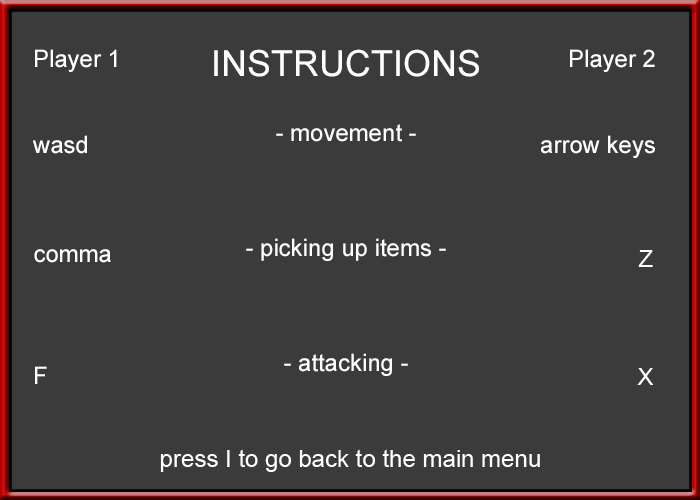 Player 1 INSTRUCTIONS Player 2
wasd - movement - arrow keys
comma - picking up items - Z
F - attacking - X
press I to go back to the main menu